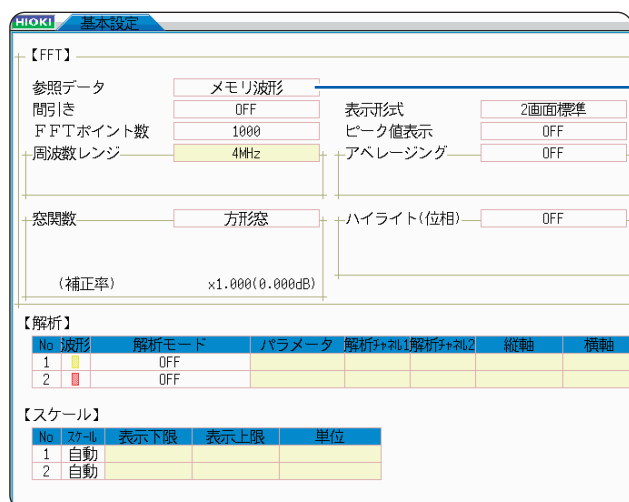 HIOKI 基本設定
【FFT】
参照データ メモリ波形
間引き OFF 表示形式 2画面標準
FFTポイント数 1000 ピーク値表示 OFF
周波数レンジ 4MHz アベレージング OFF
窓関数 方形窓 ハイライト(位相) OFF
(補正率) x1.000(0.000dB)
【解析】
No 波形 解析モード パラメータ 解析ﾁｬﾈﾙ1 解析ﾁｬﾈﾙ2 縦軸 横軸
1 OFF
2 OFF
【スケール】
No ｽｹｰﾙ 表示下限 表示上限 単位
1 自動
2 自動